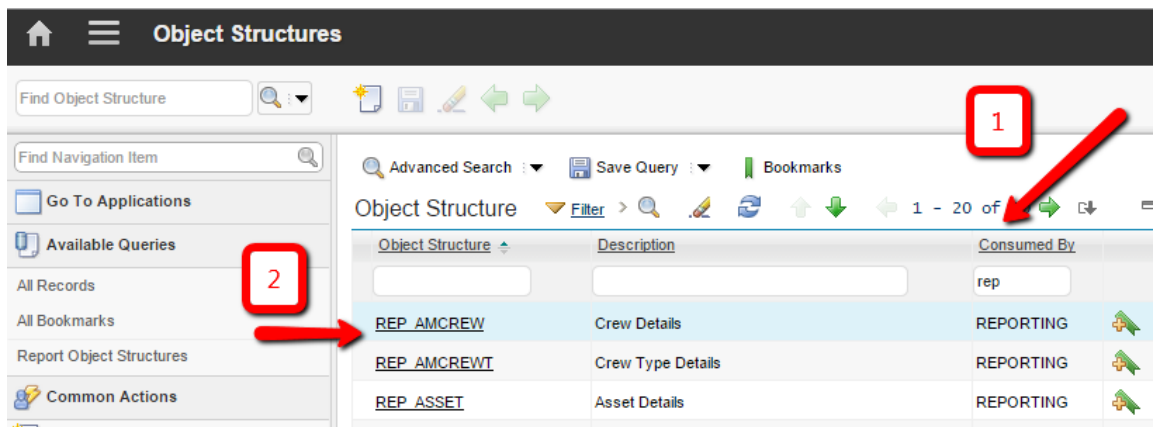 Object Structures
Find Object Structure
1
Find Navigation Item
Advanced Search
Save Query
Bookmarks
Go To Applications
Object Structure
Filter >
1 - 20 of
Available Queries
Object Structure
Description
Consumed By
2
All Records
rep
All Bookmarks
REP_AMCREW
Crew Details
REPORTING
Report Object Structures
REP_AMCREWT
Crew Type Details
REPORTING
Common Actions
REP_ASSET
Asset Details
REPORTING